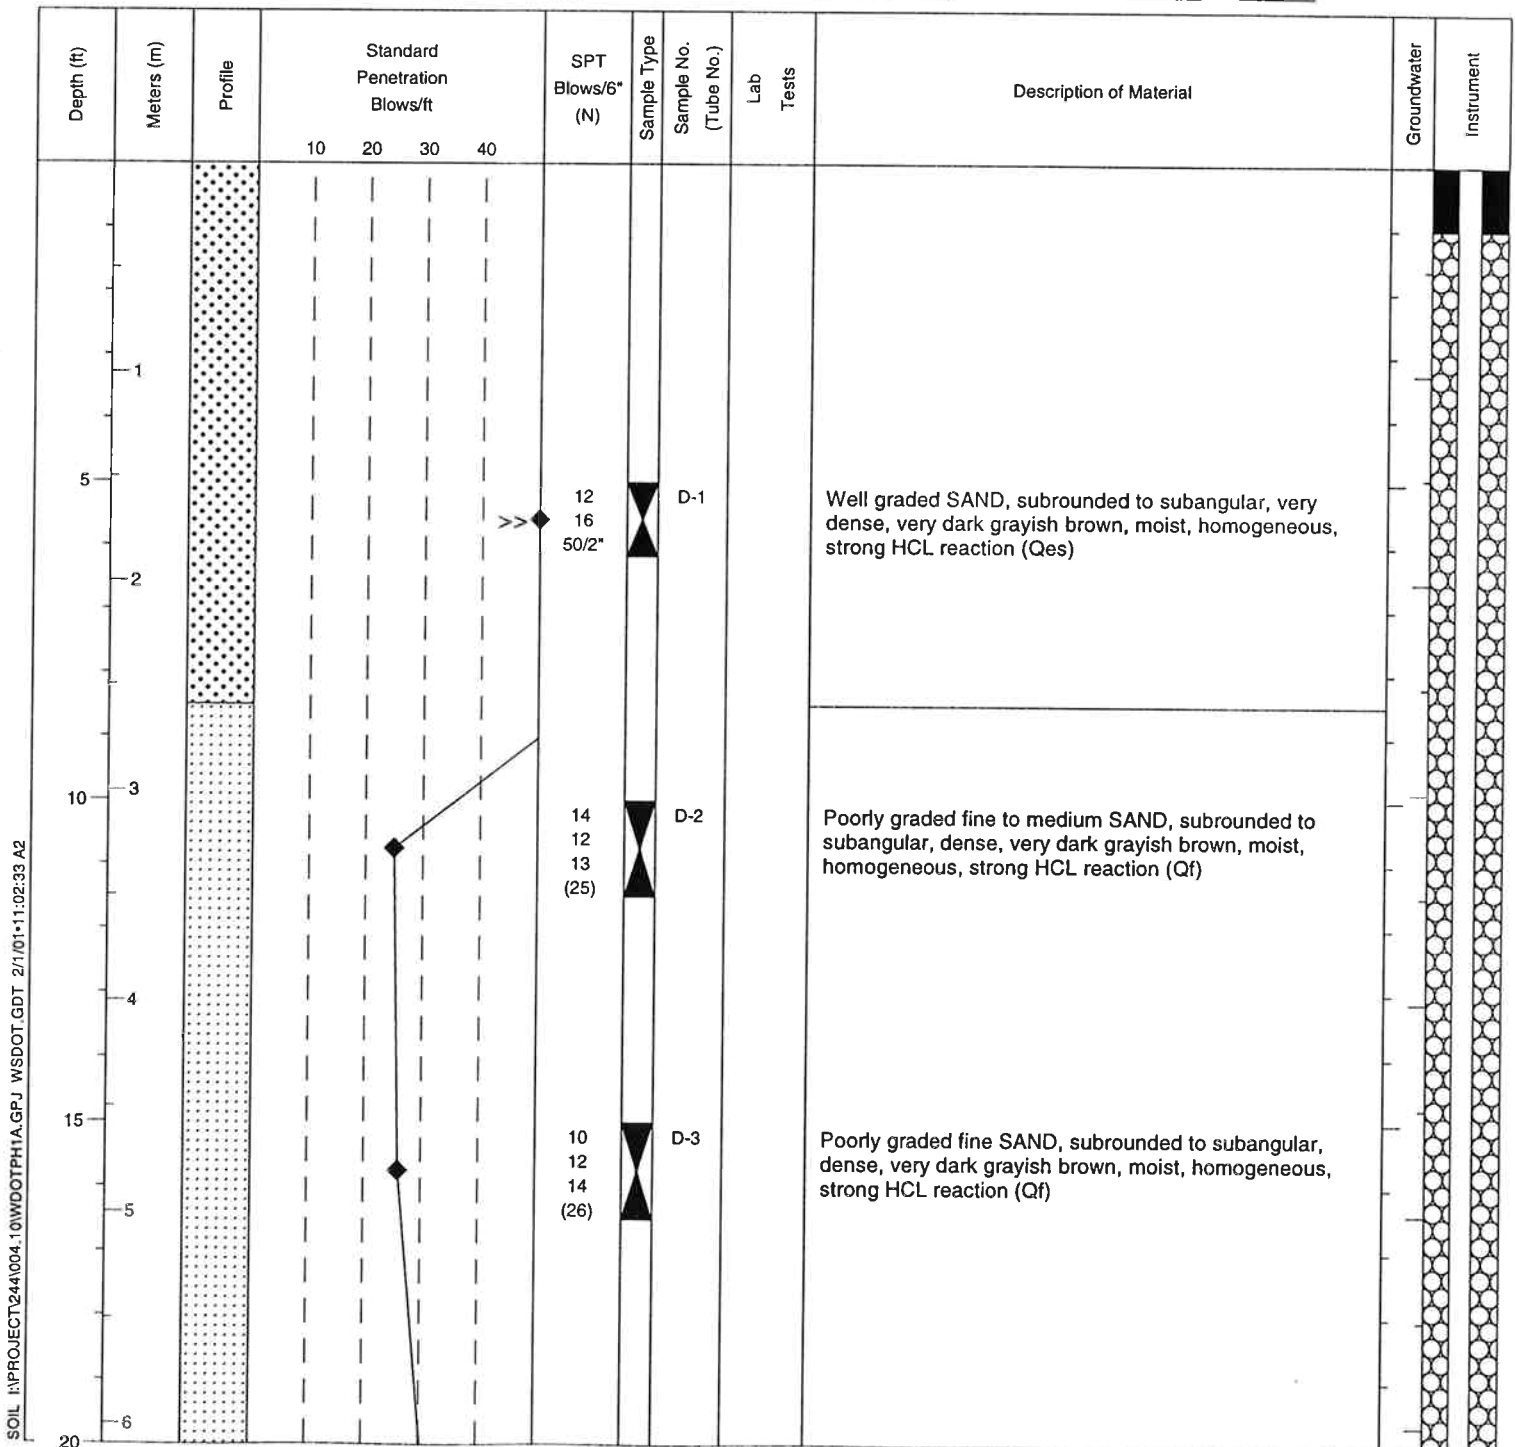 Depth (ft)
Meters (m)
Profile
Standard
Penetration
Blows/ft
10 20 30 40
SPT
Blows/6"
(N)
Sample Type
Sample No.
(Tube No.)
Lab
Tests
Description of Material
Groundwater
Instrument
1
5
>>
12
16
50/2"
D-1
Well graded SAND, subrounded to subangular, very
dense, very dark grayish brown, moist, homogeneous,
strong HCL reaction (Qes)
2
3
10
14
12
13
(25)
D-2
Poorly graded fine to medium SAND, subrounded to
subangular, dense, very dark grayish brown, moist,
homogeneous, strong HCL reaction (Qf)
4
15
10
12
14
(26)
D-3
Poorly graded fine SAND, subrounded to subangular,
dense, very dark grayish brown, moist, homogeneous,
strong HCL reaction (Qf)
5
6
20
SOIL I:\PROJECT\244\004.10\WDOTPH1A.GPJ WSDOT.GDT 2/1/01•11:02:33 A2